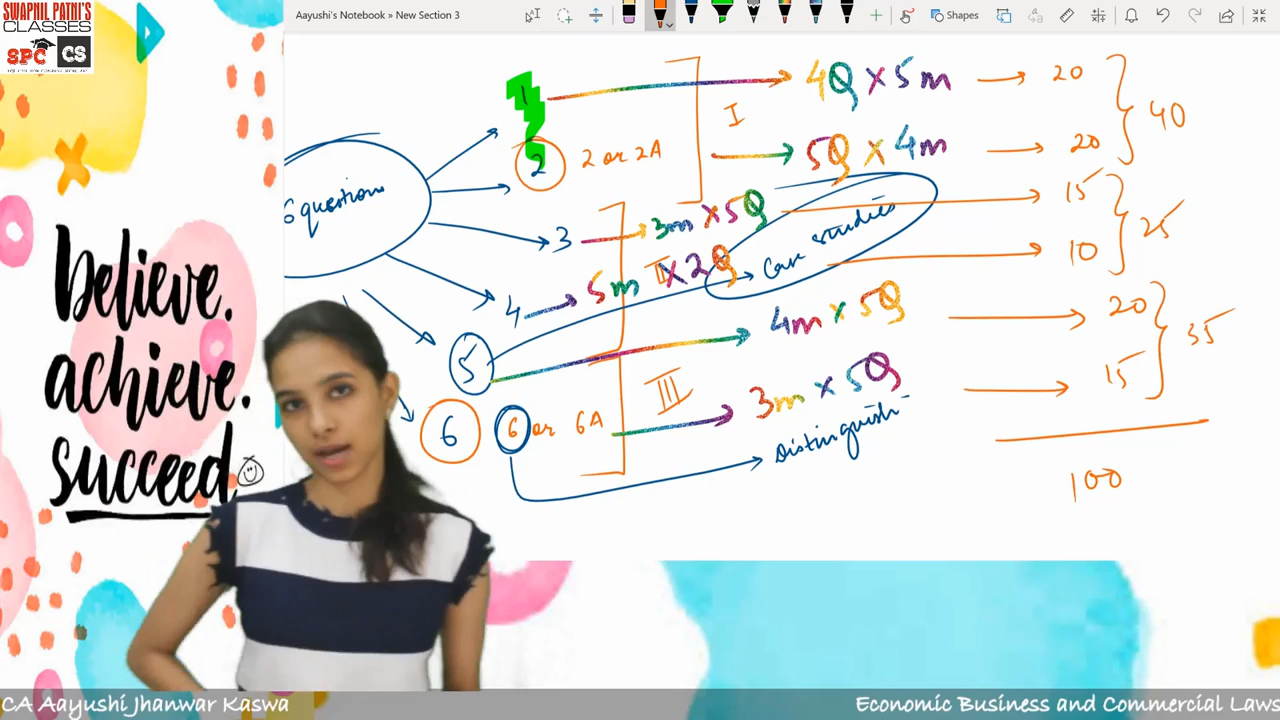 SWAPNIL PATNI'S
CLASSES
SPC CS
Aayushi's Notebook » New Section 3
Shapes
believe.
achieve.
succeed
6 questions
1 → 4Q × 5m → 20
2 2 or 2A → 5Q × 4m → 20
I
40
3 → 3m × 5Q → 15
4 → 5m × 2Q → 10
II
25
Case studies
5 → 4m × 5Q → 20
6 6 or 6A → 3m × 5Q → 15
III
35
Distinguish
100
CA Aayushi Jhanwar Kaswa
Economic Business and Commercial Laws